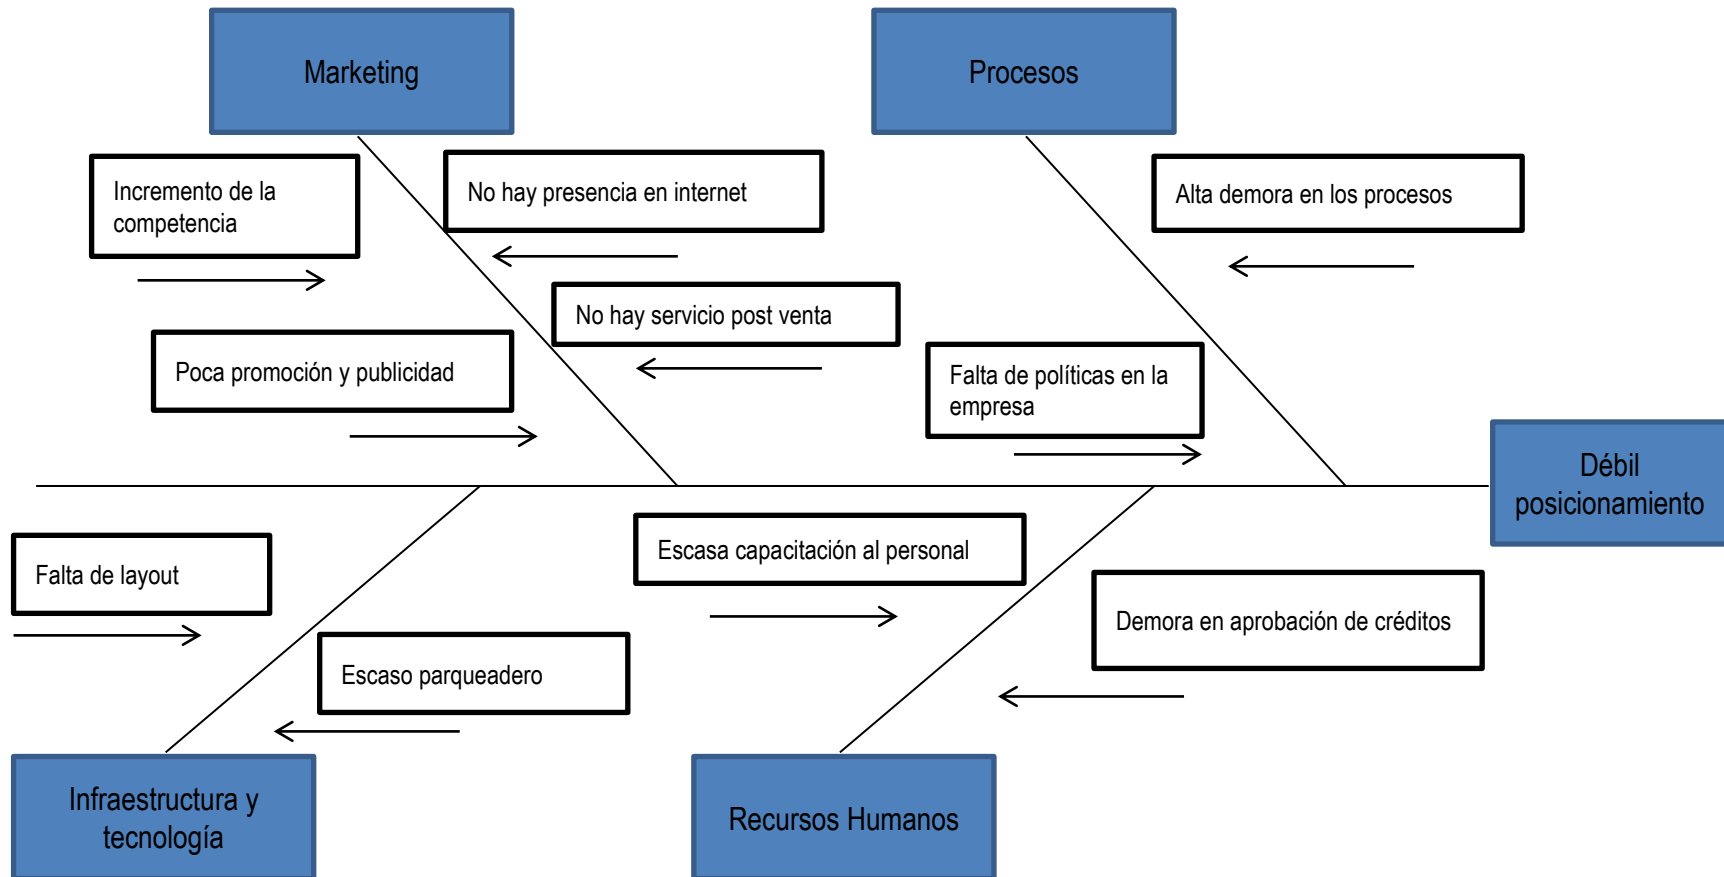 Marketing
Procesos
Incremento de la
competencia
No hay presencia en internet
Alta demora en los procesos
No hay servicio post venta
Poca promoción y publicidad
Falta de políticas en la
empresa
Débil
posicionamiento
Escasa capacitación al personal
Falta de layout
Demora en aprobación de créditos
Escaso parqueadero
Infraestructura y
tecnología
Recursos Humanos